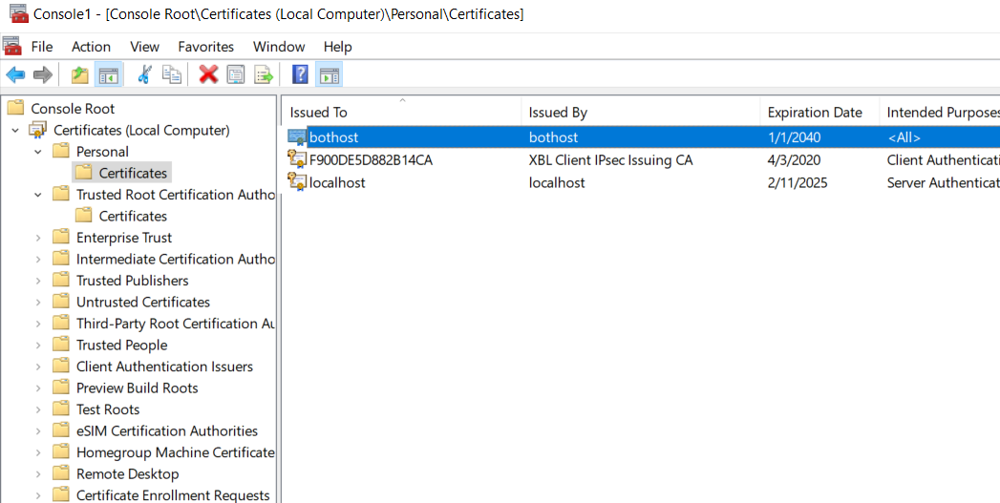 Console1 - [Console Root\Certificates (Local Computer)\Personal\Certificates]
File Action View Favorites Window Help
Console Root
Certificates (Local Computer)
Personal
Certificates
Trusted Root Certification Autho
Certificates
Enterprise Trust
Intermediate Certification Autho
Trusted Publishers
Untrusted Certificates
Third-Party Root Certification Au
Trusted People
Client Authentication Issuers
Preview Build Roots
Test Roots
eSIM Certification Authorities
Homegroup Machine Certificate
Remote Desktop
Certificate Enrollment Requests
Issued To Issued By Expiration Date Intended Purposes
bothost bothost 1/1/2040 <All>
F900DE5D882B14CA XBL Client IPsec Issuing CA 4/3/2020 Client Authenticati
localhost localhost 2/11/2025 Server Authenticat